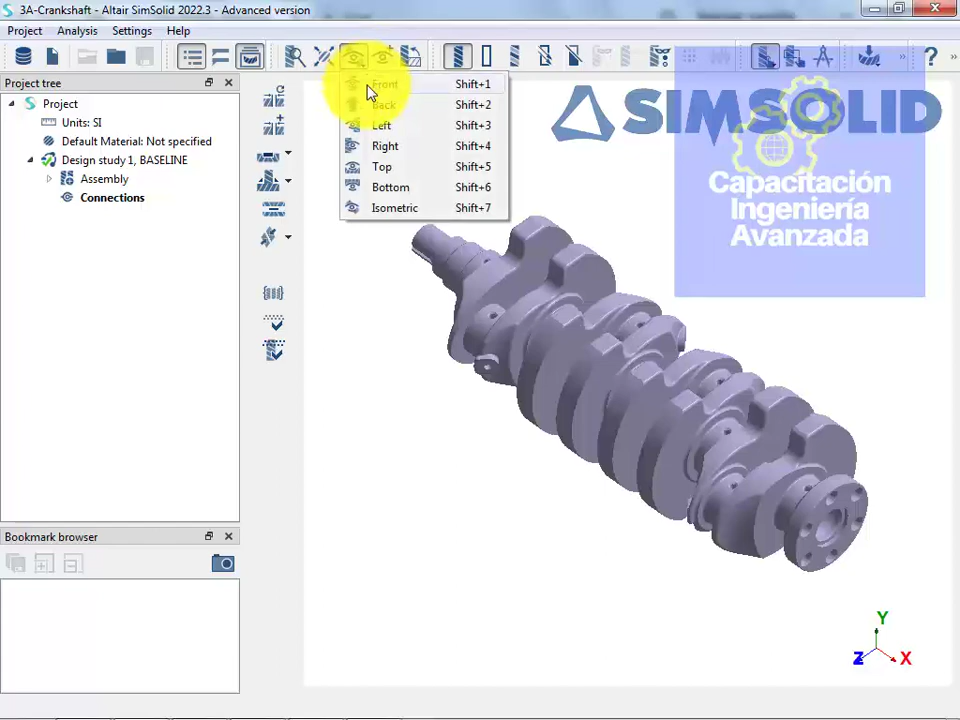 3A-Crankshaft - Altair SimSolid 2022.3 - Advanced version
Project Analysis Settings Help
Project tree
Project
Units: SI
Default Material: Not specified
Design study 1, BASELINE
Assembly
Connections
Front Shift+1
Back Shift+2
Left Shift+3
Right Shift+4
Top Shift+5
Bottom Shift+6
Isometric Shift+7
SIMSOLID
Capacitación
Ingeniería
Avanzada
Bookmark browser
Y
Z
X